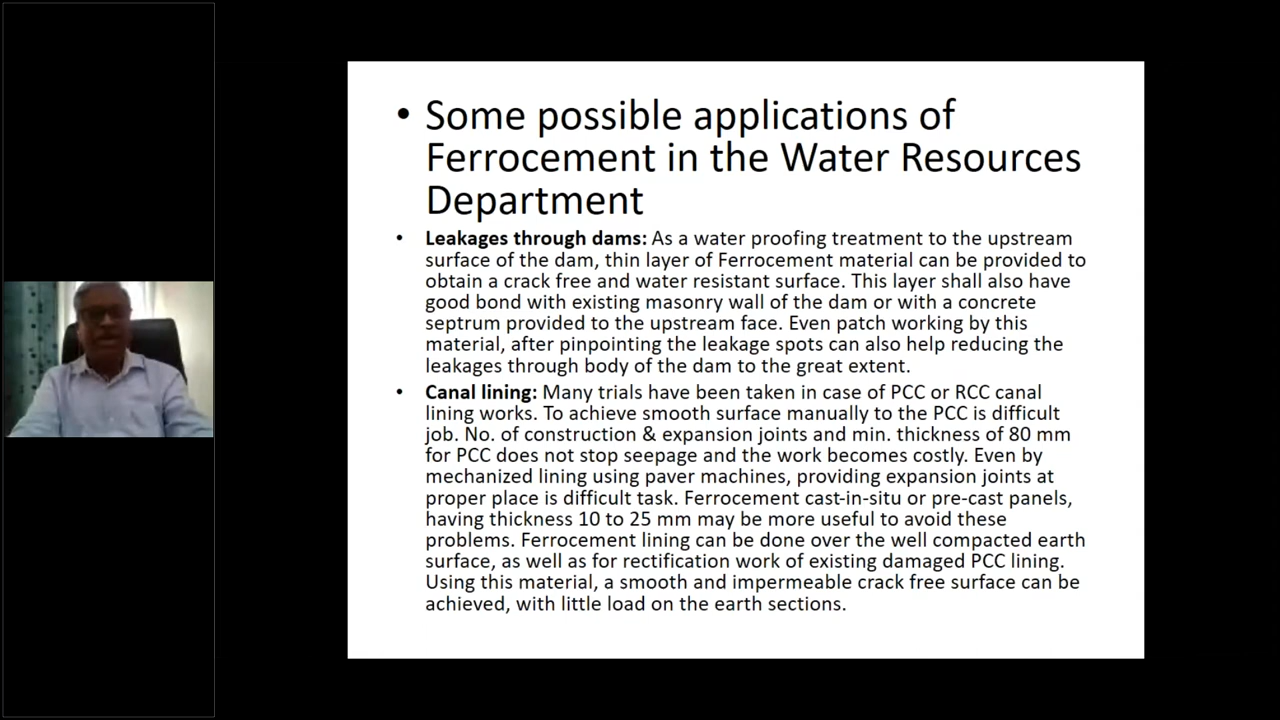 • Some possible applications of
Ferrocement in the Water Resources
Department
• Leakages through dams: As a water proofing treatment to the upstream
surface of the dam, thin layer of Ferrocement material can be provided to
obtain a crack free and water resistant surface. This layer shall also have
good bond with existing masonry wall of the dam or with a concrete
septrum provided to the upstream face. Even patch working by this
material, after pinpointing the leakage spots can also help reducing the
leakages through body of the dam to the great extent.
• Canal lining: Many trials have been taken in case of PCC or RCC canal
lining works. To achieve smooth surface manually to the PCC is difficult
job. No. of construction & expansion joints and min. thickness of 80 mm
for PCC does not stop seepage and the work becomes costly. Even by
mechanized lining using paver machines, providing expansion joints at
proper place is difficult task. Ferrocement cast-in-situ or pre-cast panels,
having thickness 10 to 25 mm may be more useful to avoid these
problems. Ferrocement lining can be done over the well compacted earth
surface, as well as for rectification work of existing damaged PCC lining.
Using this material, a smooth and impermeable crack free surface can be
achieved, with little load on the earth sections.